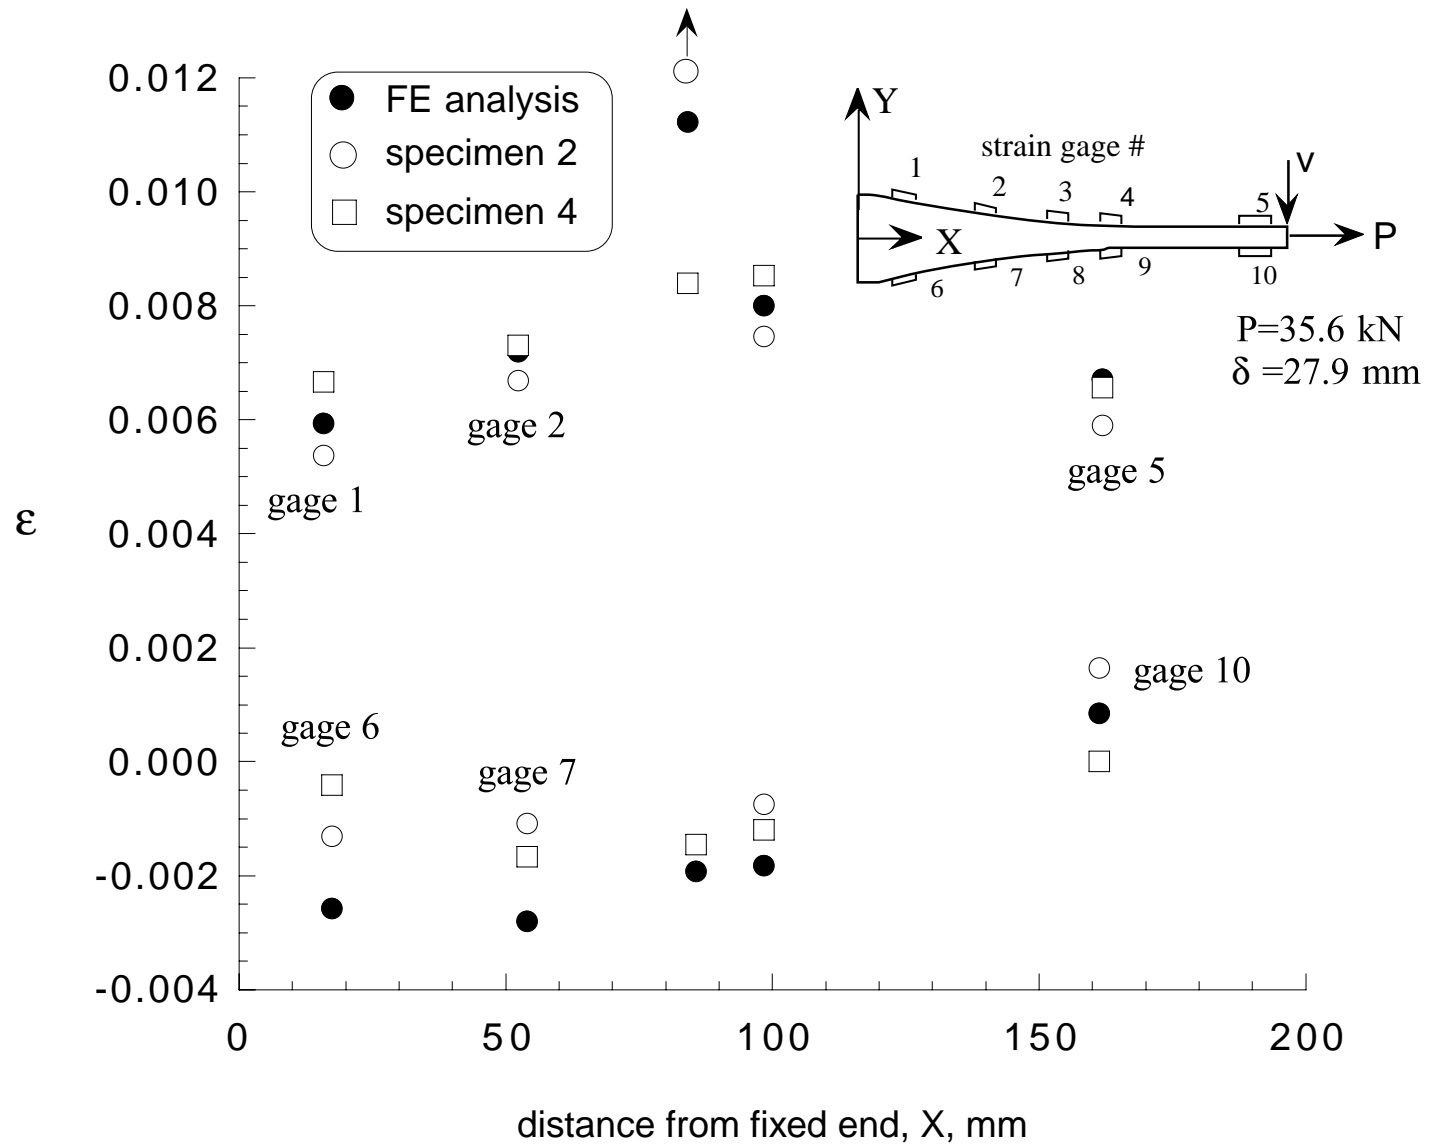 0.012
0.010
0.008
0.006
0.004
0.002
0.000
-0.002
-0.004
ε
FE analysis
specimen 2
specimen 4
Y
strain gage #
1
2
3
4
5
v
X
P
6
7
8
9
10
P=35.6 kN
δ =27.9 mm
gage 1
gage 2
gage 5
gage 6
gage 7
gage 10
0
50
100
150
200
distance from fixed end, X, mm